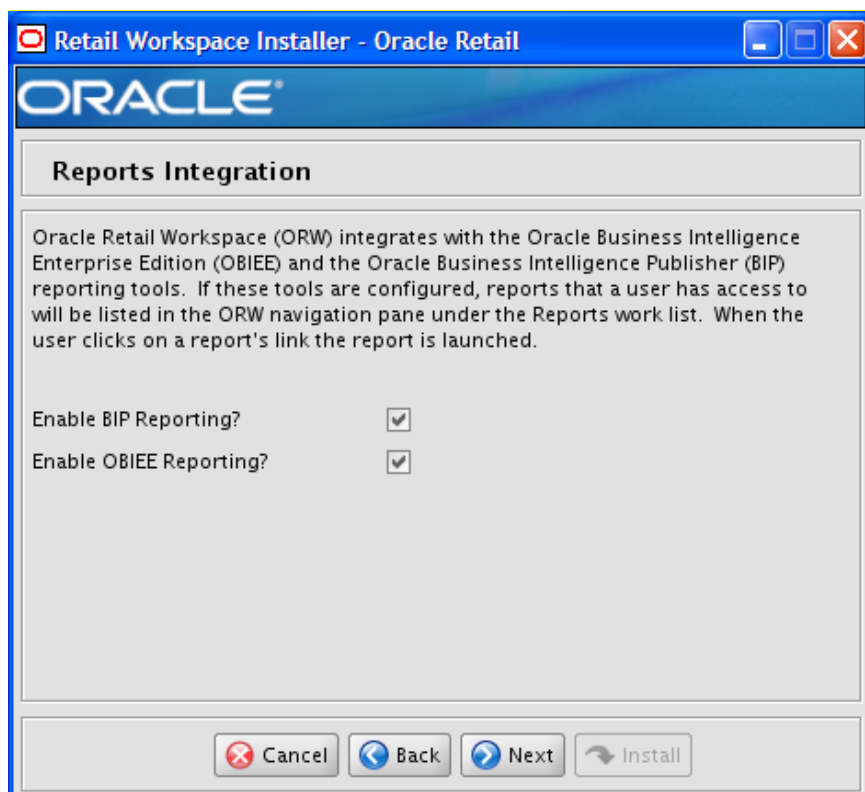 Retail Workspace Installer - Oracle Retail
ORACLE
Reports Integration
Oracle Retail Workspace (ORW) integrates with the Oracle Business Intelligence
Enterprise Edition (OBIEE) and the Oracle Business Intelligence Publisher (BIP)
reporting tools.  If these tools are configured, reports that a user has access to
will be listed in the ORW navigation pane under the Reports work list.  When the
user clicks on a report's link the report is launched.
Enable BIP Reporting?
Enable OBIEE Reporting?
Cancel Back Next Install